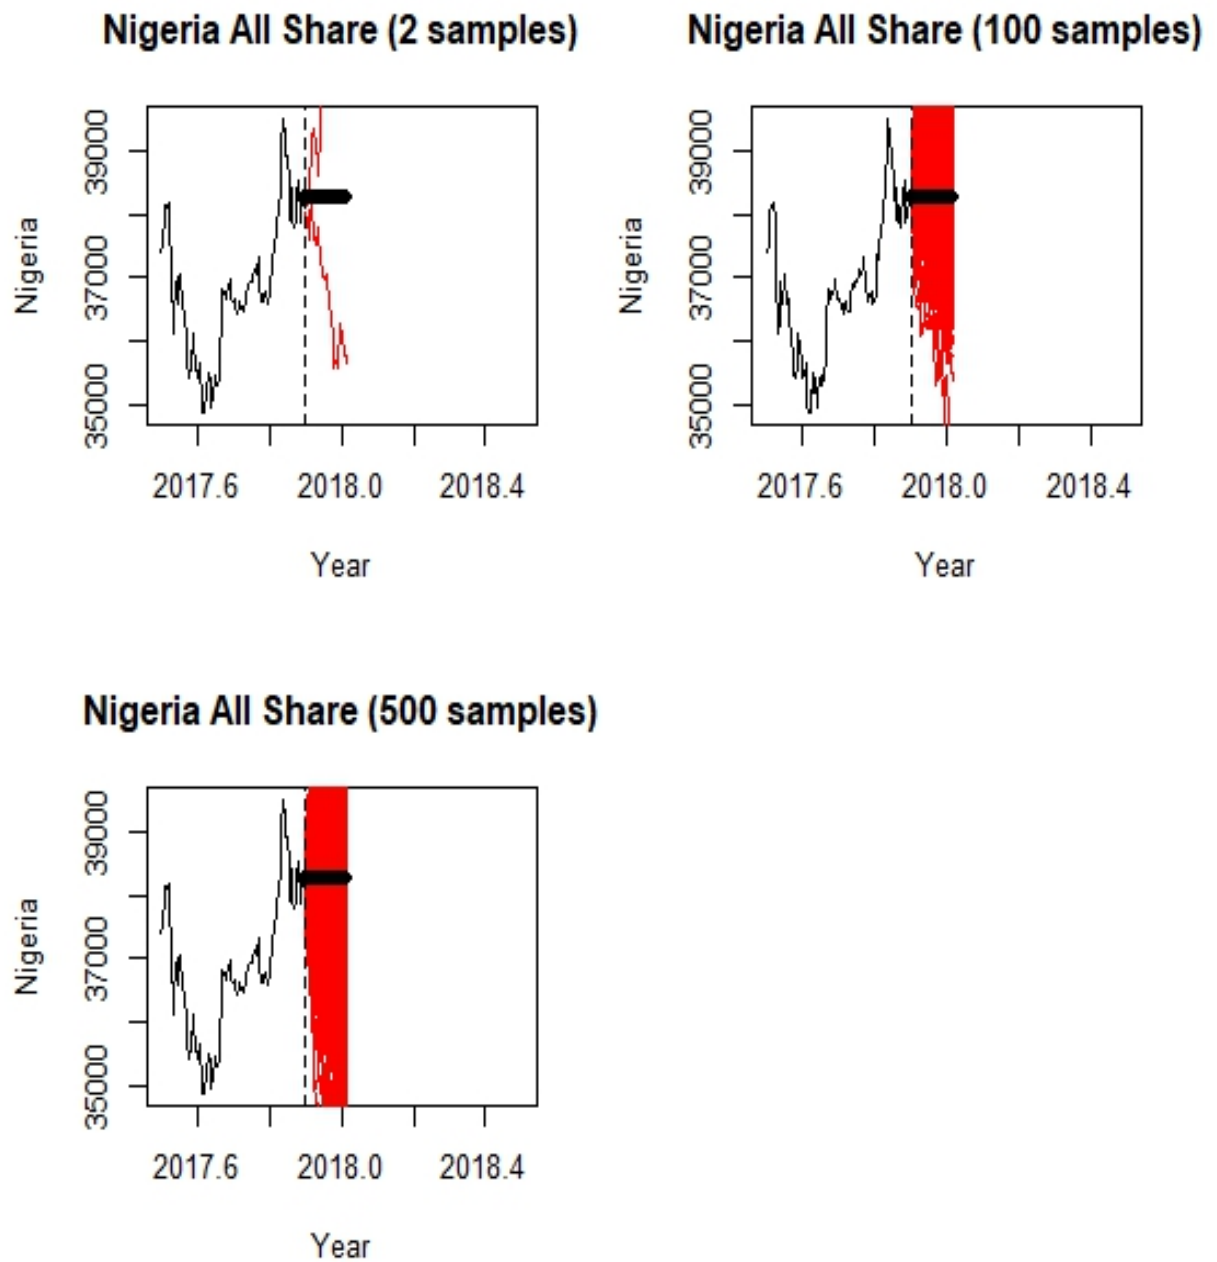 Nigeria All Share (2 samples)
Nigeria
39000
37000
35000
2017.6 2018.0 2018.4
Year
Nigeria All Share (100 samples)
Nigeria
39000
37000
35000
2017.6 2018.0 2018.4
Year
Nigeria All Share (500 samples)
Nigeria
39000
37000
35000
2017.6 2018.0 2018.4
Year